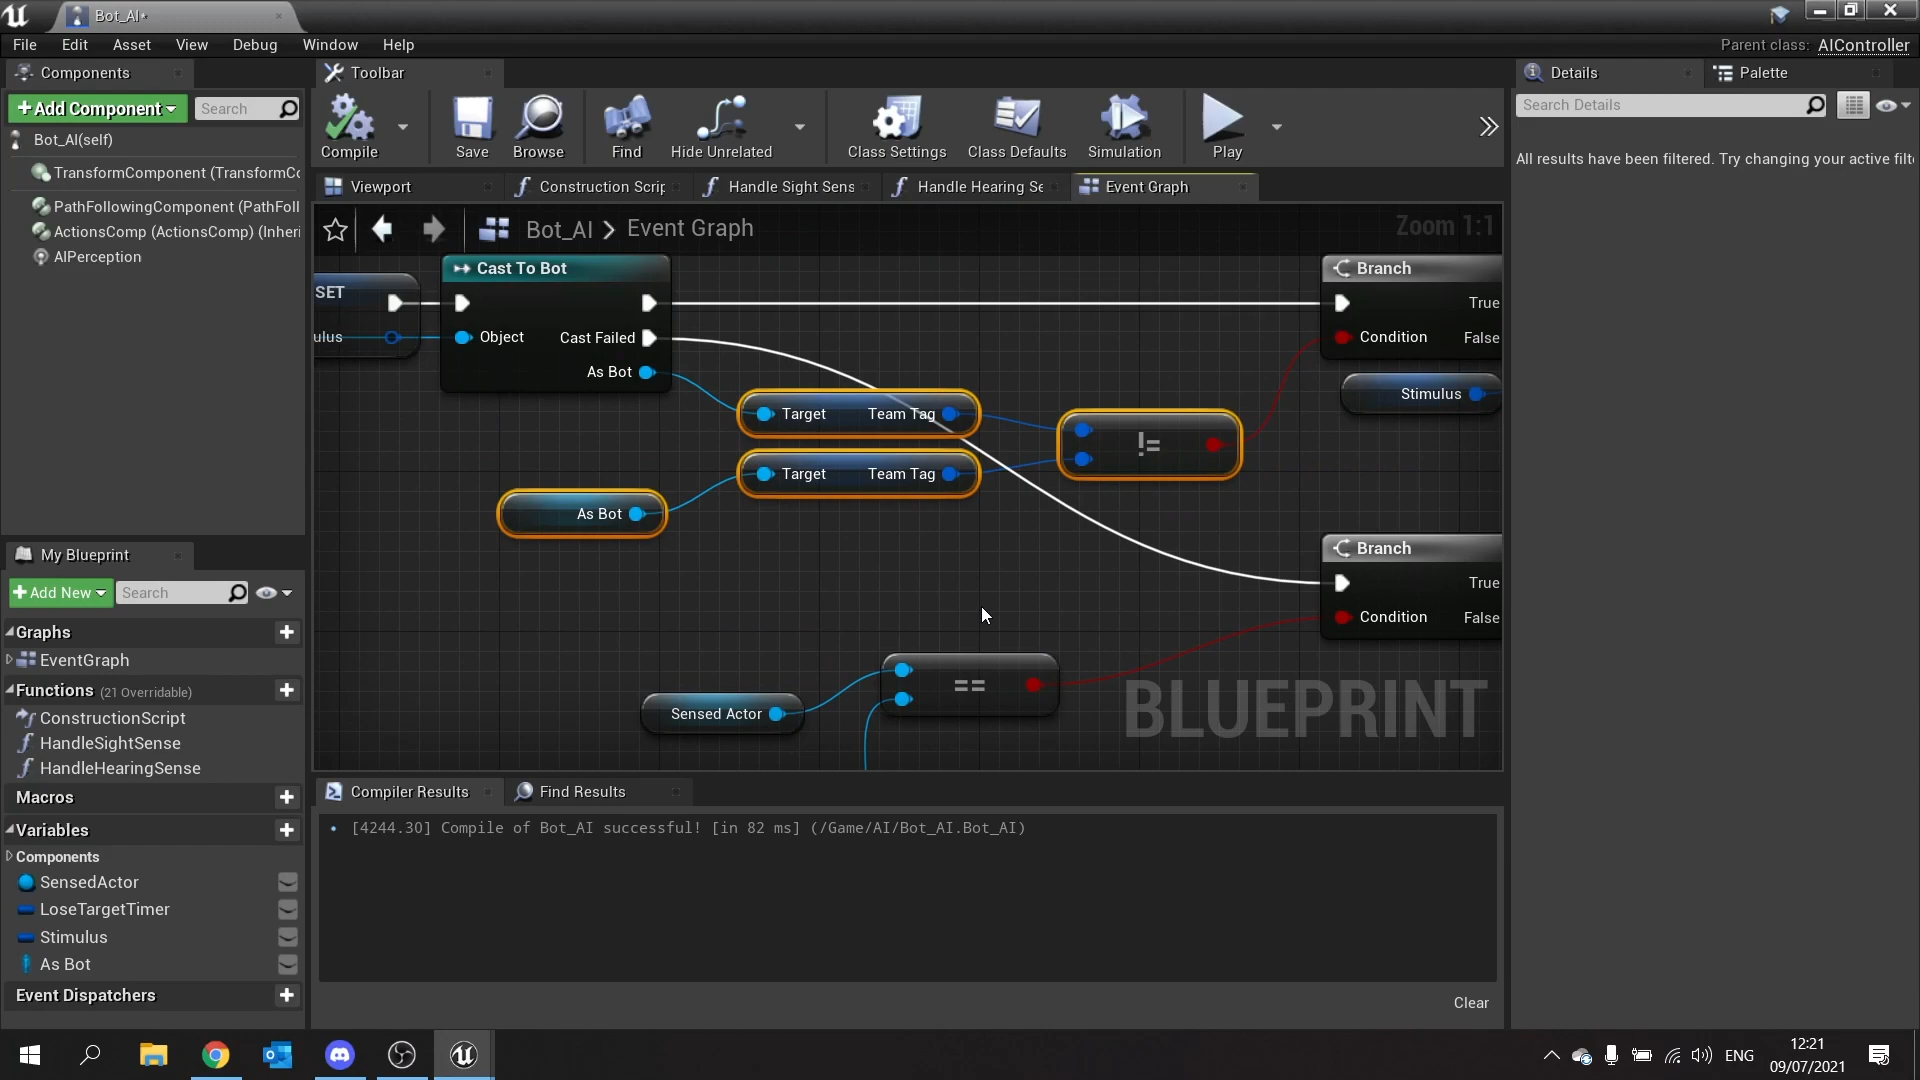 Bot_AI*
File Edit Asset View Debug Window Help
Parent class: AIController
Components
Toolbar
Details
Palette
Add Component
Search
Search Details
Bot_AI(self)
Compile Save Browse Find Hide Unrelated Class Settings Class Defaults Simulation Play
All results have been filtered. Try changing your active filt
TransformComponent (TransformCo
Viewport
Construction Scrip
Handle Sight Sens
Handle Hearing Se
Event Graph
PathFollowingComponent (PathFoll
ActionsComp (ActionsComp) (Inheri
AIPerception
Bot_AI > Event Graph
Zoom 1:1
SET
Cast To Bot
Branch
True
ulus
Object
Cast Failed
Condition
False
As Bot
Stimulus
Target Team Tag
!=
Target Team Tag
As Bot
Branch
True
Condition
False
==
Sensed Actor
BLUEPRINT
My Blueprint
Add New
Search
Graphs
EventGraph
Functions (21 Overridable)
ConstructionScript
HandleSightSense
HandleHearingSense
Macros
Variables
Components
SensedActor
LoseTargetTimer
Stimulus
As Bot
Event Dispatchers
Compiler Results
Find Results
[4244.30] Compile of Bot_AI successful! [in 82 ms] (/Game/AI/Bot_AI.Bot_AI)
Clear
ENG
12:21
09/07/2021